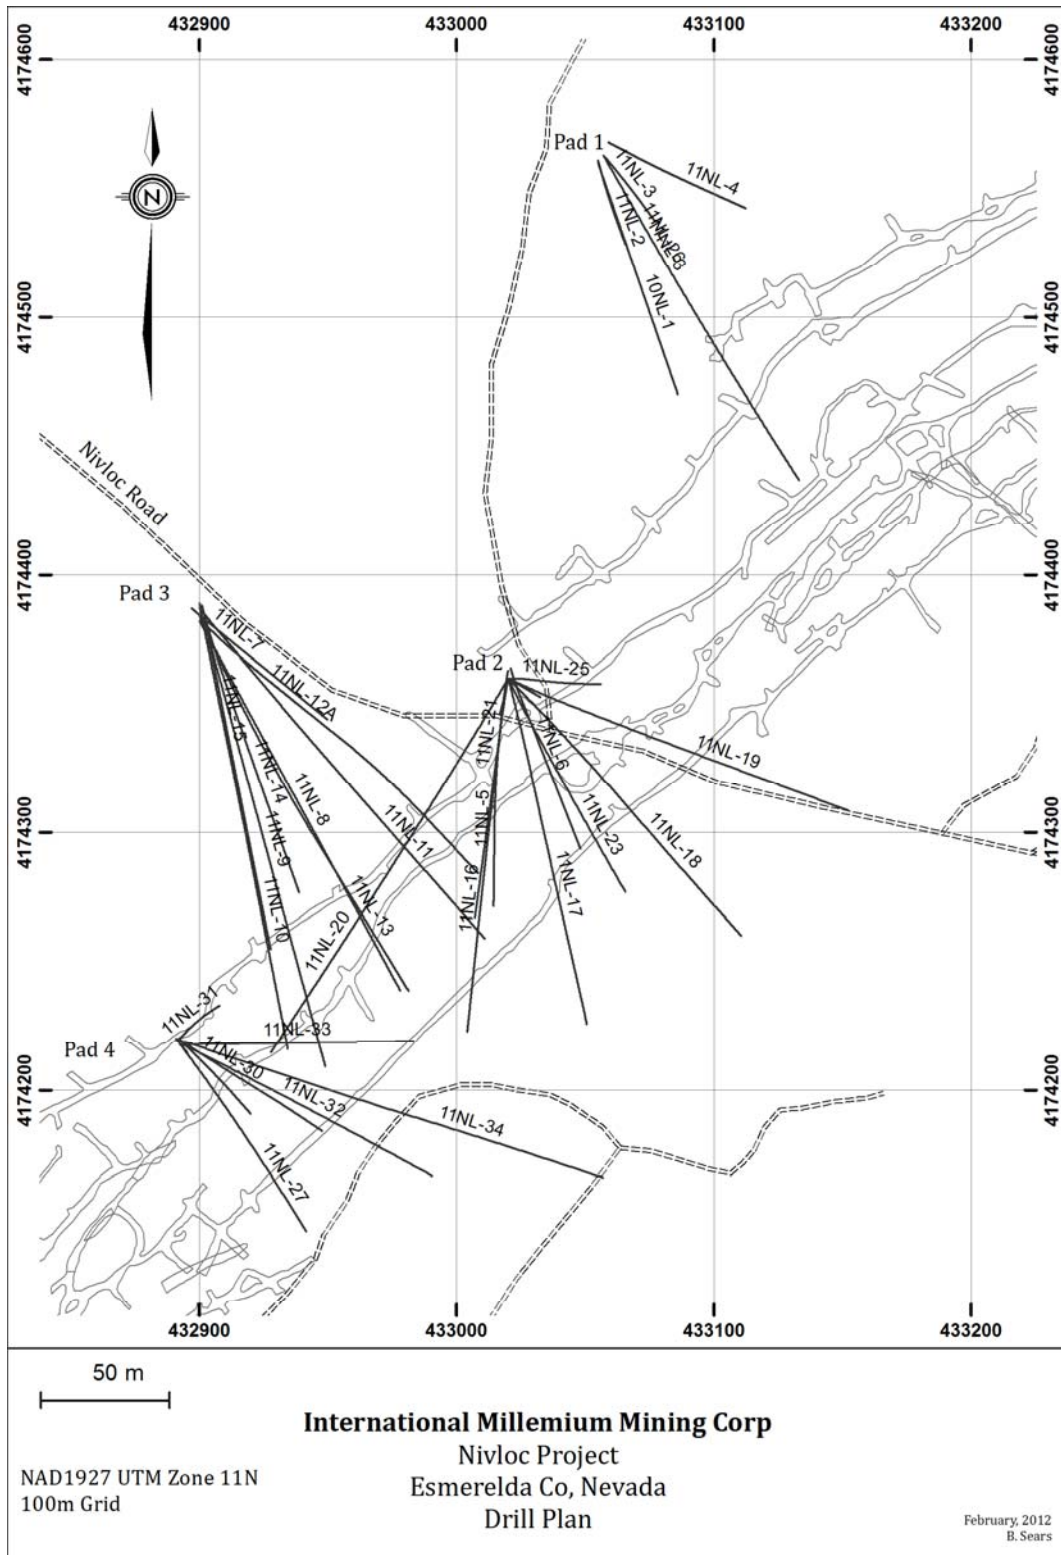 432900 433000 433100 433200
4174600 4174600
Pad 1
11NL-3
11NL-4
11NL-2
10NL-1
N
4174500 4174500
Nivloc Road
4174400 4174400
Pad 3
11NL-7
11NL-12A
Pad 2
11NL-25
11NL-21
11NL-6
11NL-19
11NL-15
11NL-14
11NL-8
11NL-5
11NL-23
11NL-18
4174300 4174300
11NL-9
11NL-11
11NL-16
11NL-17
11NL-10
11NL-13
11NL-20
11NL-31
11NL-33
Pad 4
11NL-30
11NL-32
11NL-34
11NL-27
4174200 4174200
432900 433000 433100 433200
50 m
International Millemium Mining Corp
Nivloc Project
Esmerelda Co, Nevada
Drill Plan
NAD1927 UTM Zone 11N
100m Grid
February, 2012
B. Sears